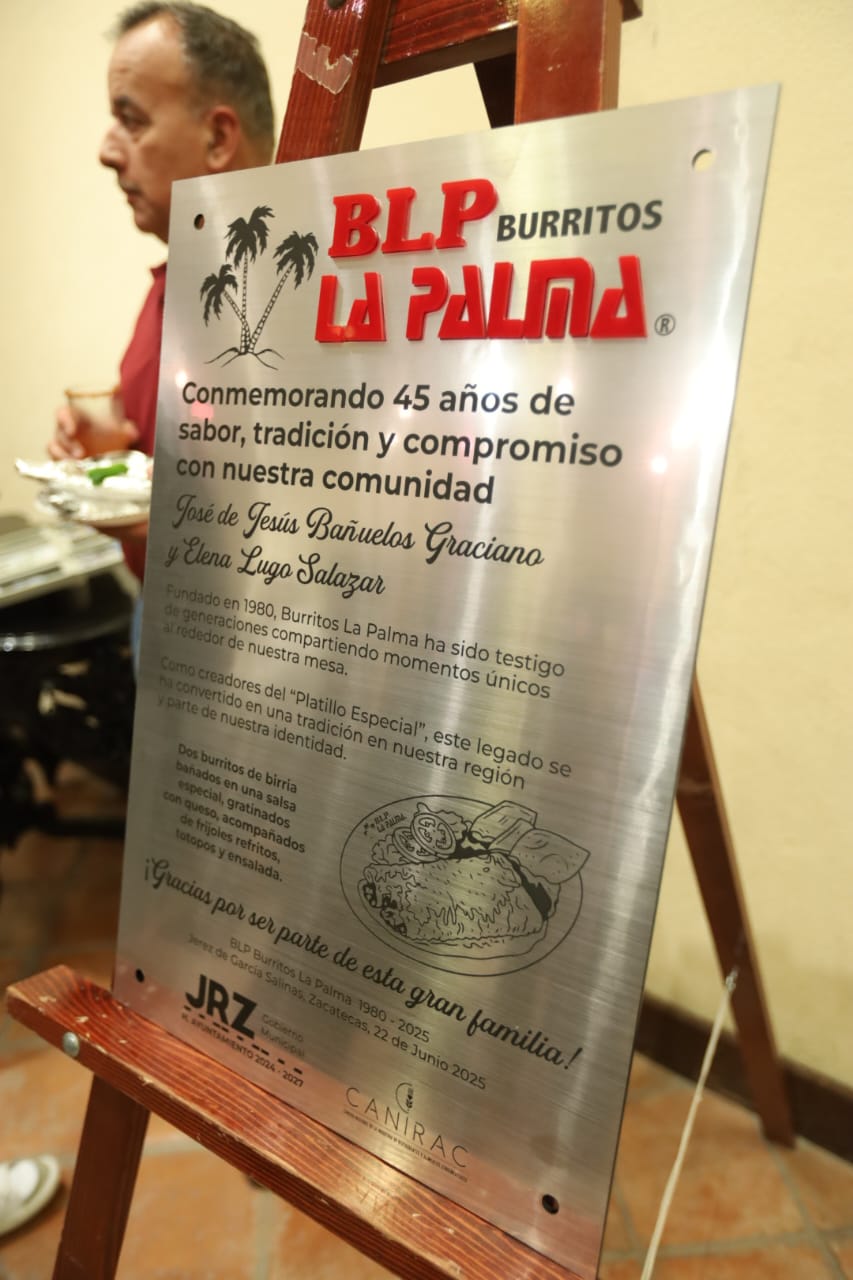 BLP BURRITOS
LA PALMA ®
Conmemorando 45 años de
sabor, tradición y compromiso
con nuestra comunidad
José de Jesús Bañuelos Graciano
y Elena Lugo Salazar
Fundado en 1980, Burritos La Palma ha sido testigo
de generaciones compartiendo momentos únicos
al rededor de nuestra mesa.
Como creadores del “Platillo Especial”, este legado se
ha convertido en una tradición en nuestra región
y parte de nuestra identidad.
Dos burritos de birria
bañados en una salsa
especial, gratinados
con queso, acompañados
de frijoles refritos,
totopos y ensalada.
BLP
LA PALMA
¡Gracias por ser parte de esta gran familia!
BLP Burritos La Palma 1980 - 2025
Jerez de García Salinas, Zacatecas, 22 de Junio 2025
JRZ Gobierno
Municipal
H. AYUNTAMIENTO 2024 - 2027
CANIRAC